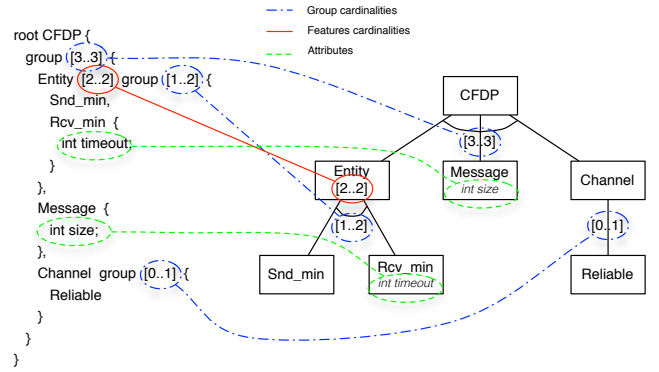 Group cardinalities
Features cardinalities
Attributes
root CFDP {
group [3..3] {
Entity [2..2] group [1..2] {
Snd_min,
Rcv_min {
int timeout;
}
},
Message {
int size;
},
Channel group [0..1] {
Reliable
}
}
}
CFDP
[3..3]
Entity
[2..2]
Message
int size
Channel
[1..2]
[0..1]
Snd_min
Rcv_min
int timeout
Reliable